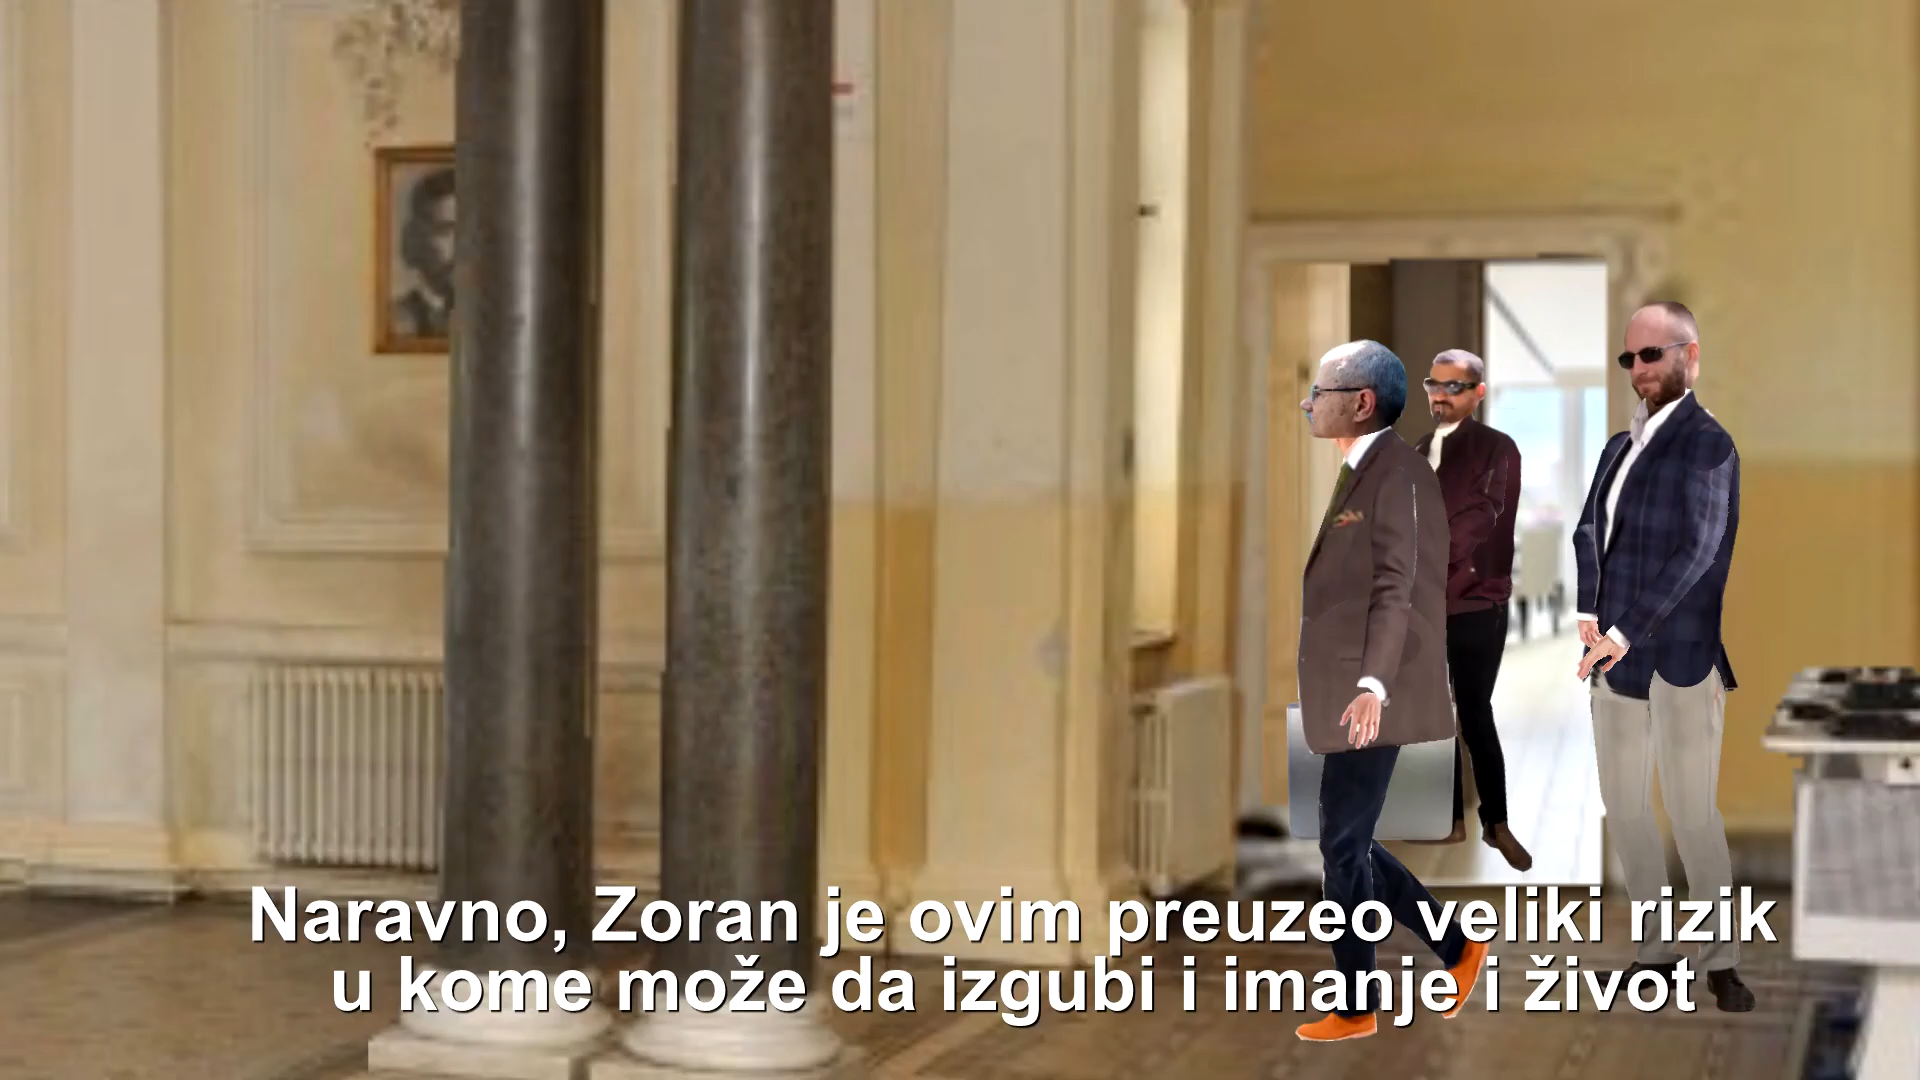 Naravno, Zoran je ovim preuzeo veliki rizik
u kome može da izgubi i imanje i život